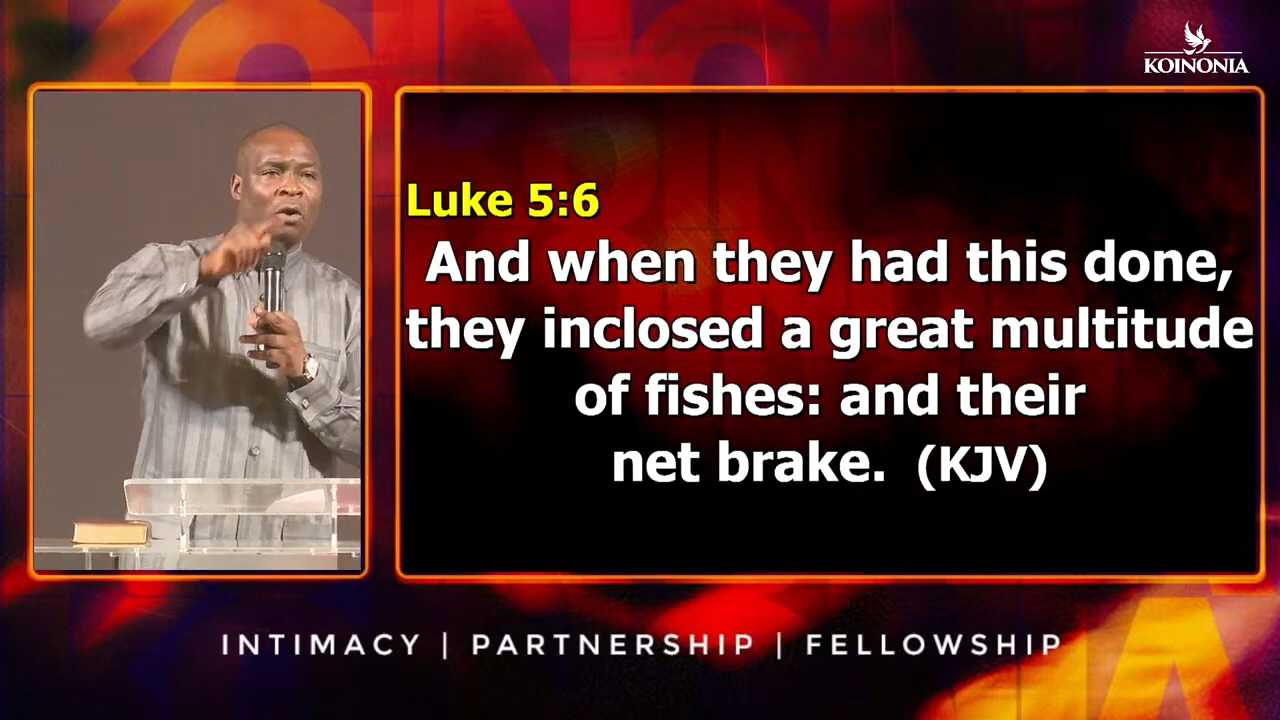 KOINONIA
Luke 5:6
And when they had this done,
they inclosed a great multitude
of fishes: and their
net brake. (KJV)
INTIMACY | PARTNERSHIP | FELLOWSHIP